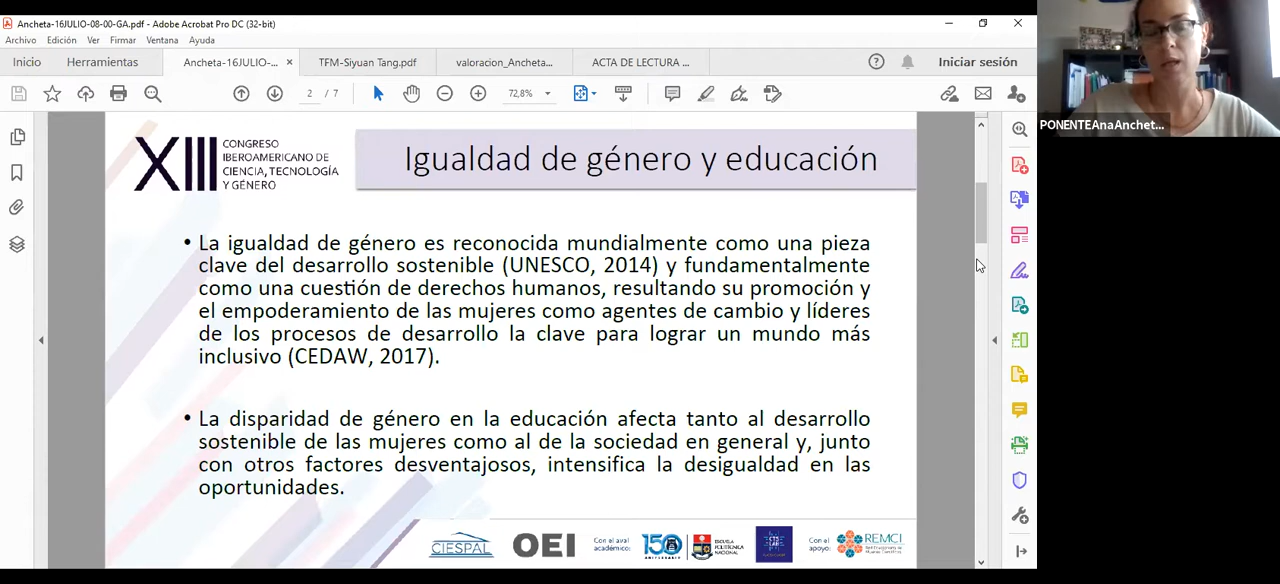 Ancheta-16JULIO-08-00-GA.pdf - Adobe Acrobat Pro DC (32-bit)
Archivo Edición Ver Firmar Ventana Ayuda
Inicio Herramientas Ancheta-16JULIO-... × TFM-Siyuan Tang.pdf valoracion_Ancheta... ACTA DE LECTURA ... Iniciar sesión
2 / 7 72,8%
PONENTEAnaAnchet...
XIII
CONGRESO
IBEROAMERICANO DE
CIENCIA, TECNOLOGÍA
Y GÉNERO
Igualdad de género y educación
• La igualdad de género es reconocida mundialmente como una pieza
clave del desarrollo sostenible (UNESCO, 2014) y fundamentalmente
como una cuestión de derechos humanos, resultando su promoción y
el empoderamiento de las mujeres como agentes de cambio y líderes
de los procesos de desarrollo la clave para lograr un mundo más
inclusivo (CEDAW, 2017).
• La disparidad de género en la educación afecta tanto al desarrollo
sostenible de las mujeres como al de la sociedad en general y, junto
con otros factores desventajosos, intensifica la desigualdad en las
oportunidades.
CIESPAL
OEI
Con el aval
académico:
150
ANIVERSARIO
ESCUELA
POLITÉCNICA
NACIONAL
Con el
apoyo:
REMCI